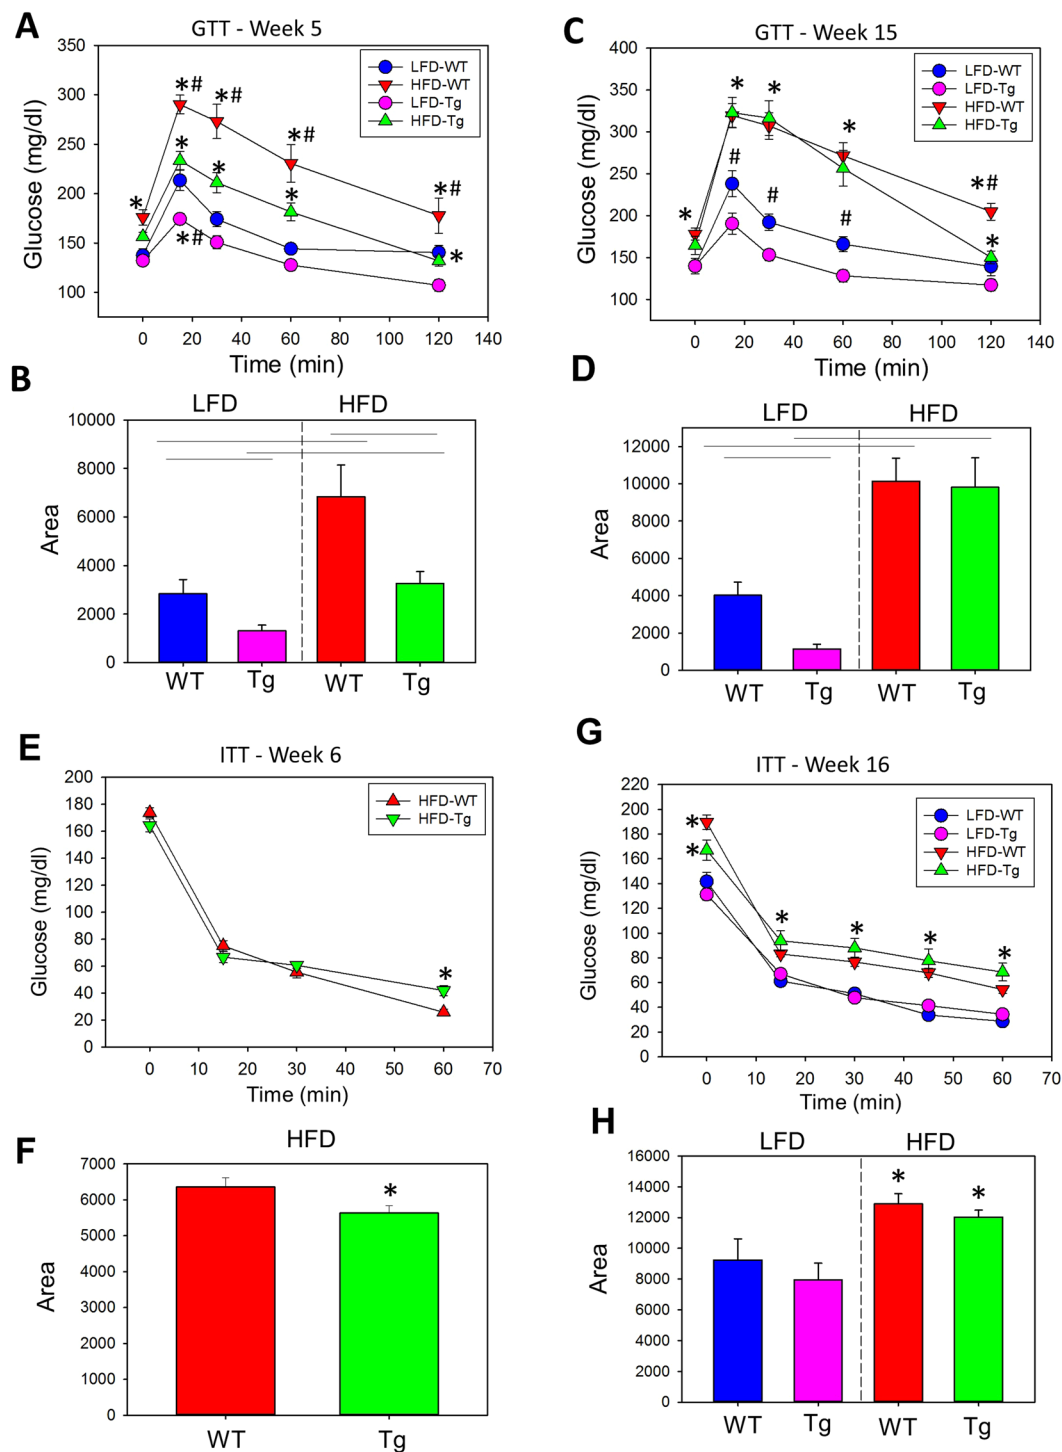 A
GTT - Week 5
350
300
250
200
150
100
Glucose (mg/dl)
LFD-WT
HFD-WT
LFD-Tg
HFD-Tg
*
*#
*#
*#
*#
*
*
*
*
*#
0 20 40 60 80 100 120 140
Time (min)
C
GTT - Week 15
400
350
300
250
200
150
100
Glucose (mg/dl)
LFD-WT
LFD-Tg
HFD-WT
HFD-Tg
*
*
*
*
*#
#
#
#
*
0 20 40 60 80 100 120 140
Time (min)
B
LFD HFD
10000
8000
6000
4000
2000
0
Area
WT Tg WT Tg
D
LFD HFD
12000
10000
8000
6000
4000
2000
0
Area
WT Tg WT Tg
E
ITT - Week 6
200
180
160
140
120
100
80
60
40
20
0
Glucose (mg/dl)
HFD-WT
HFD-Tg
*
0 10 20 30 40 50 60 70
Time (min)
G
ITT - Week 16
220
200
180
160
140
120
100
80
60
40
20
0
Glucose (mg/dl)
LFD-WT
LFD-Tg
HFD-WT
HFD-Tg
*
*
*
*
*
*
0 10 20 30 40 50 60 70
Time (min)
F
HFD
7000
6000
5000
4000
3000
2000
1000
0
Area
*
WT Tg
H
LFD HFD
16000
14000
12000
10000
8000
6000
4000
2000
0
Area
*
*
WT Tg WT Tg